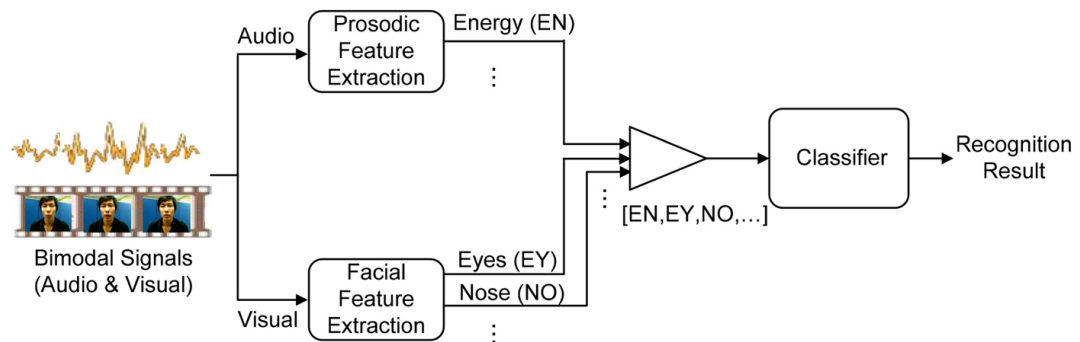 Audio
Prosodic
Feature
Extraction
Energy (EN)
⋮
Bimodal Signals
(Audio & Visual)
Visual
Facial
Feature
Extraction
Eyes (EY)
Nose (NO)
⋮
⋮
[EN,EY,NO,…]
Classifier
Recognition
Result